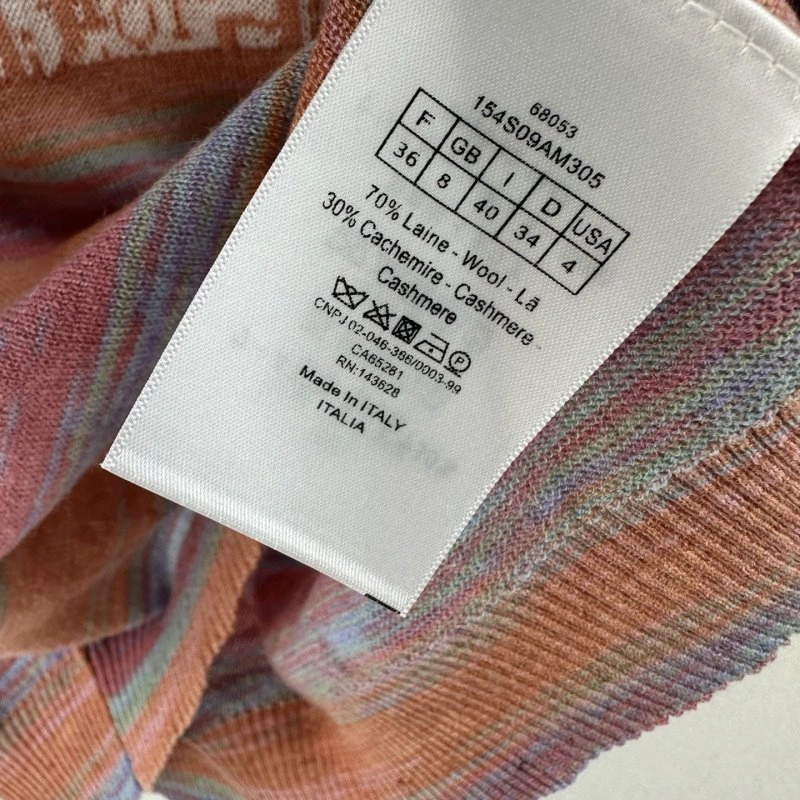 68053
154S09AM305
F GB I D USA
36 8 40 34 4
70% Laine - Wool - Lã
30% Cachemire - Cashmere -
Cashmere
CNPJ 02-046-386/0003-99
CA65281
RN:143628
Made in ITALY
ITALIA